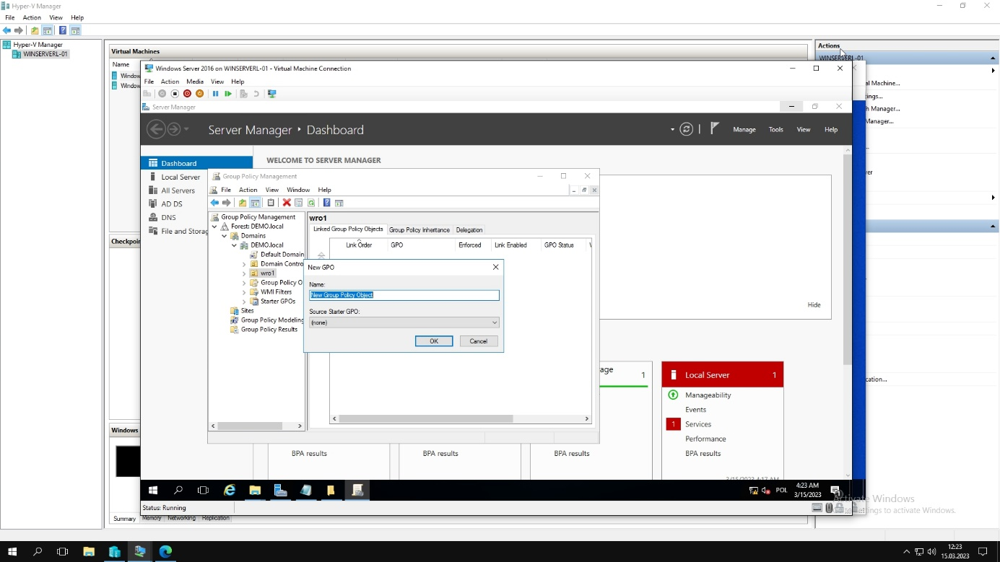 Hyper-V Manager
File Action View Help
Hyper-V Manager
WINSERVERL-01
Virtual Machines
Name
Window
Window
Checkpoin
Windows
Summary Memory Networking Replication
Actions
WINSERVERL-01
al Machine...
ings...
h Manager...
Manager...
ver
cation...
Windows Server 2016 on WINSERVERL-01 - Virtual Machine Connection
File Action Media View Help
Server Manager
Server Manager • Dashboard
Manage Tools View Help
Dashboard
Local Server
All Servers
AD DS
DNS
File and Storag
WELCOME TO SERVER MANAGER
Group Policy Management
File Action View Window Help
Group Policy Management
Forest: DEMO.local
Domains
DEMO.local
Default Domain
Domain Contro
wro1
Group Policy O
WMI Filters
Starter GPOs
Sites
Group Policy Modeling
Group Policy Results
wro1
Linked Group Policy Objects Group Policy Inheritance Delegation
Link Order GPO Enforced Link Enabled GPO Status
New GPO
Name:
New Group Policy Object
Source Starter GPO:
(none)
OK Cancel
Hide
age 1
Local Server 1
Manageability
Events
1 Services
Performance
BPA results
BPA results
BPA results
BPA results
3/15/2023 4:17 AM
POL
4:23 AM
3/15/2023
1
Status: Running
Activate Windows
ings to activate Windows.
12:23
15.03.2023